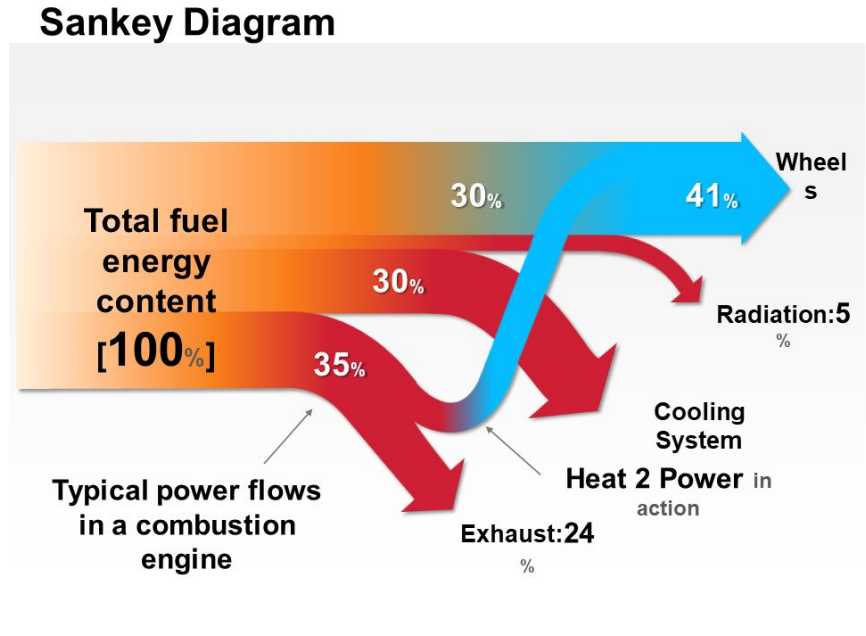 Sankey Diagram
Wheel
s
30%
41%
Total fuel
energy
content
[100%]
30%
35%
Radiation:5
%
Cooling
System
Heat 2 Power in
action
Typical power flows
in a combustion
engine
Exhaust:24
%